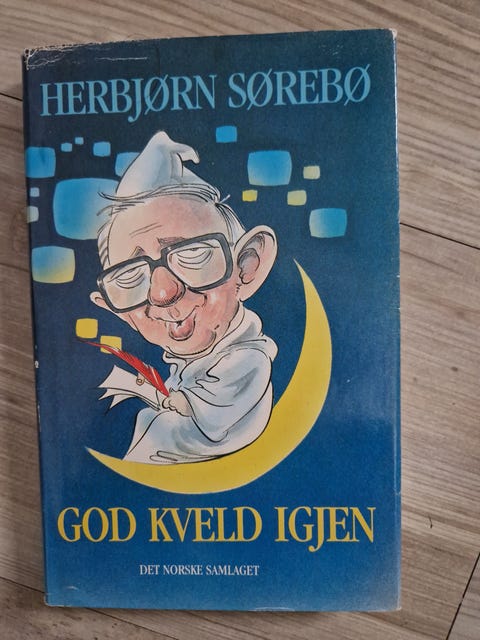 HERBJØRN SØREBØ
GOD KVELD IGJEN
DET NORSKE SAMLAGET